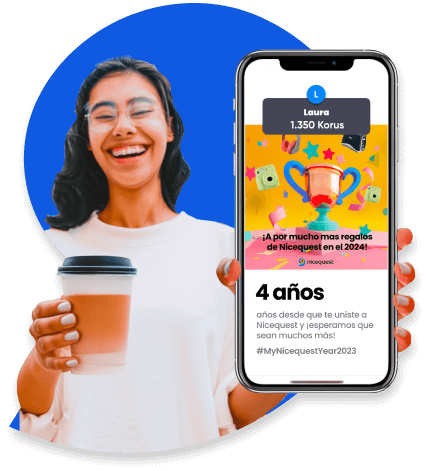 L
Laura
1.350 Korus
¡A por mucho mas regalos
de Nicequest en el 2024!
nicequest
4 años
años desde que te uniste a
Nicequest y ¡esperamos que
sean muchos más!
#MyNicequestYear2023